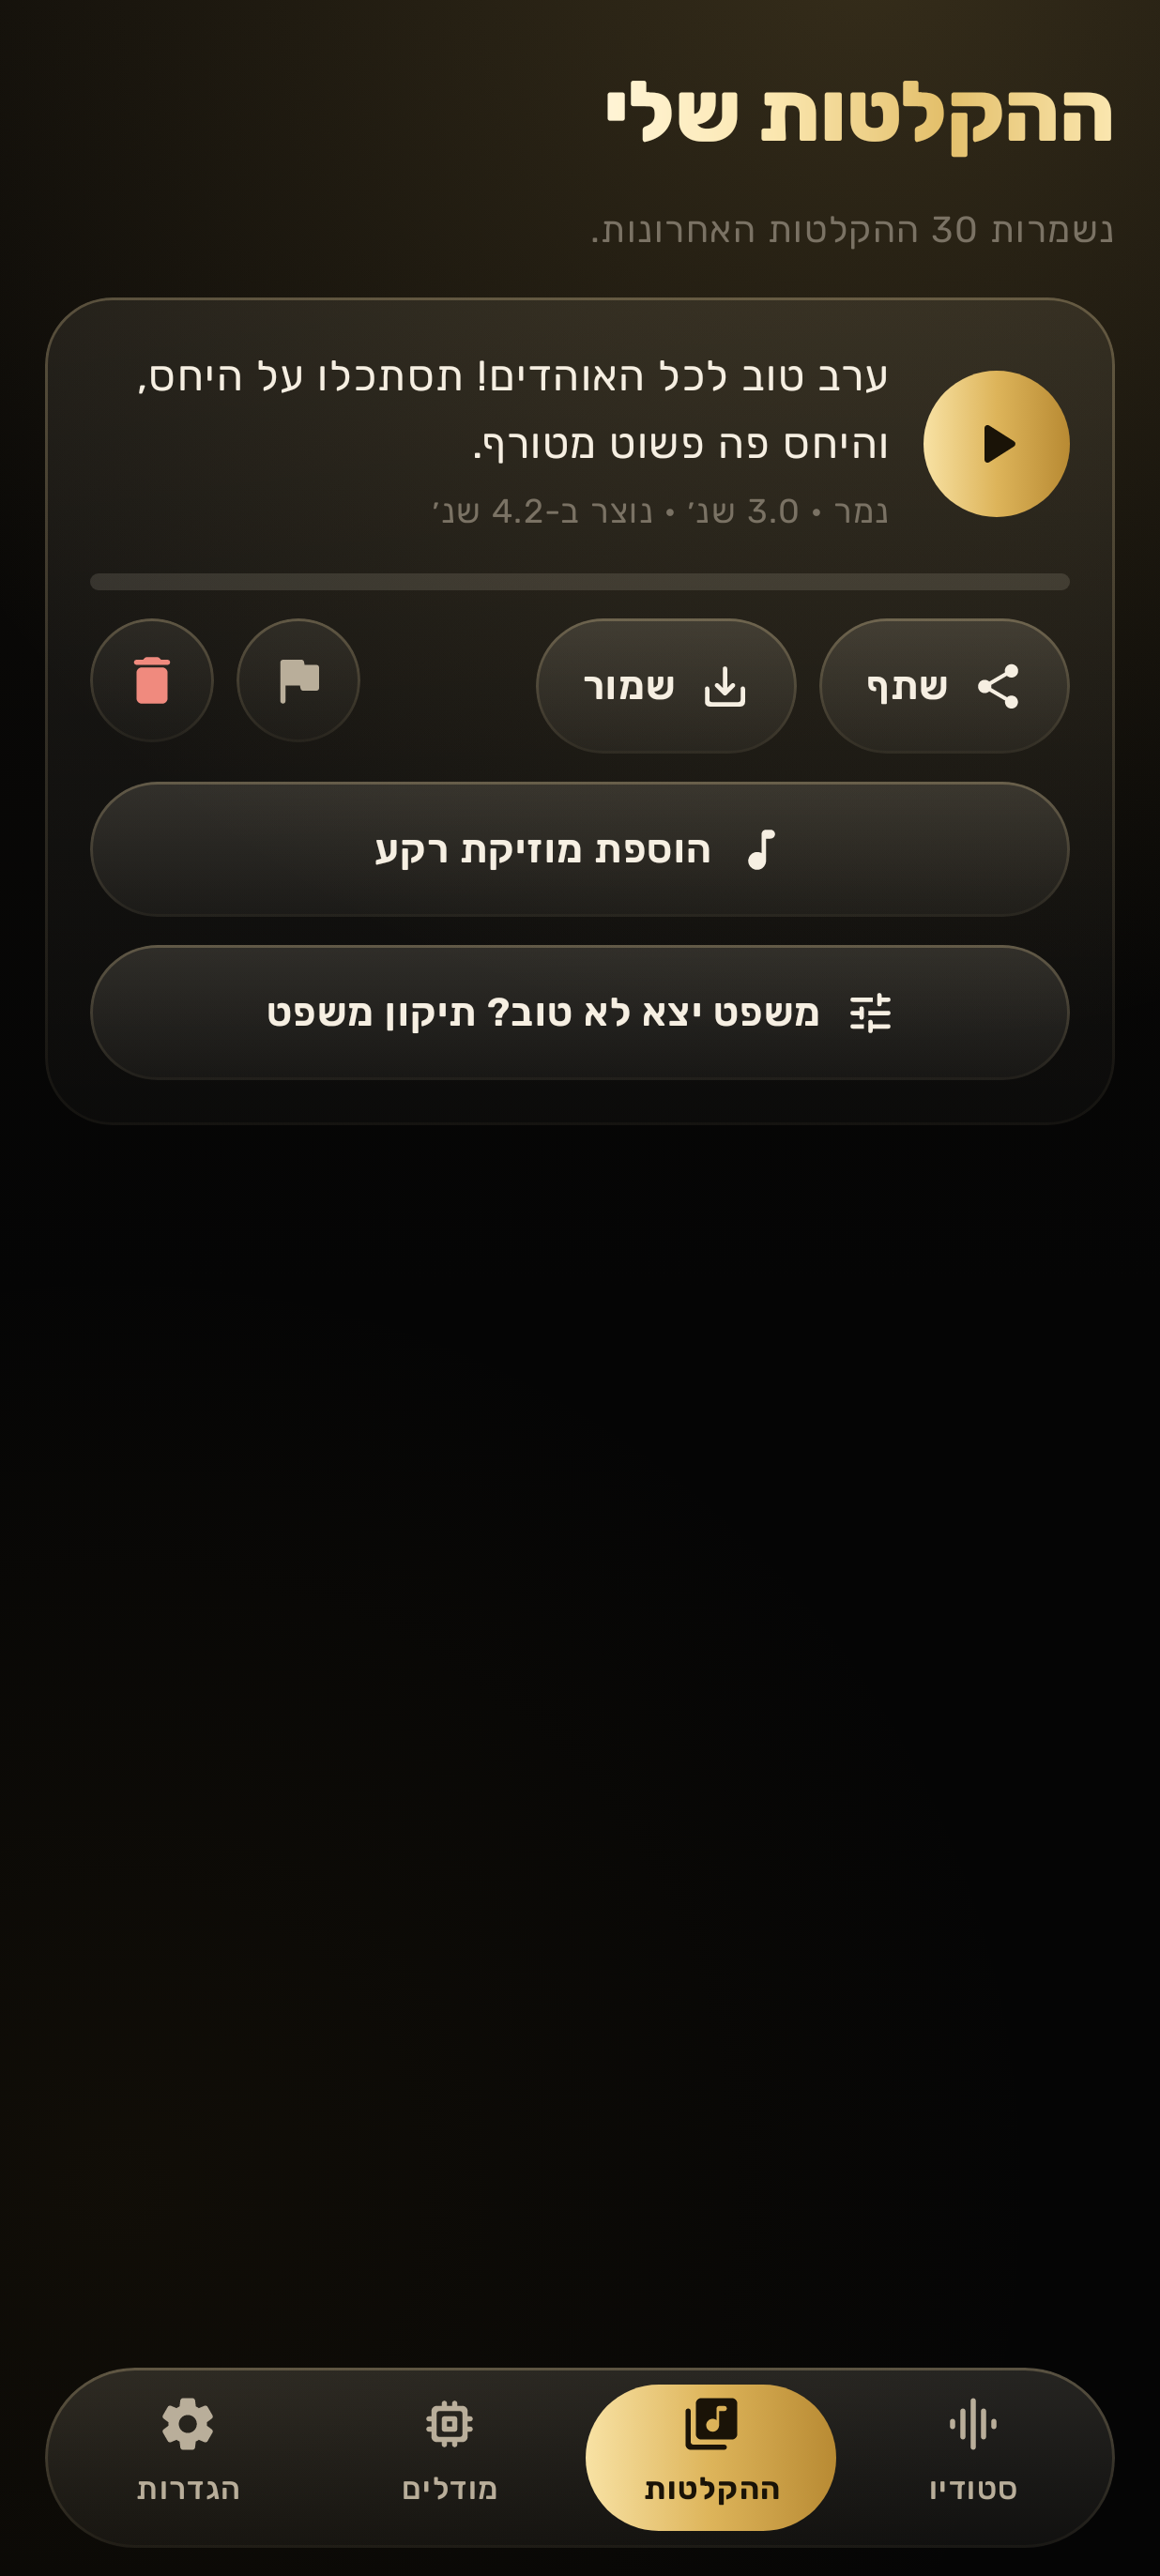 ההקלטות שלי
נשמרות 30 ההקלטות האחרונות.
ערב טוב לכל האוהדים! תסתכלו על היחס,
והיחס פה פשוט מטורף.
נמר • 3.0 שנ׳ • נוצר ב-4.2 שנ׳
שתף
שמור
הוספת מוזיקת רקע
משפט יצא לא טוב? תיקון משפט
סטודיו
ההקלטות
מודלים
הגדרות